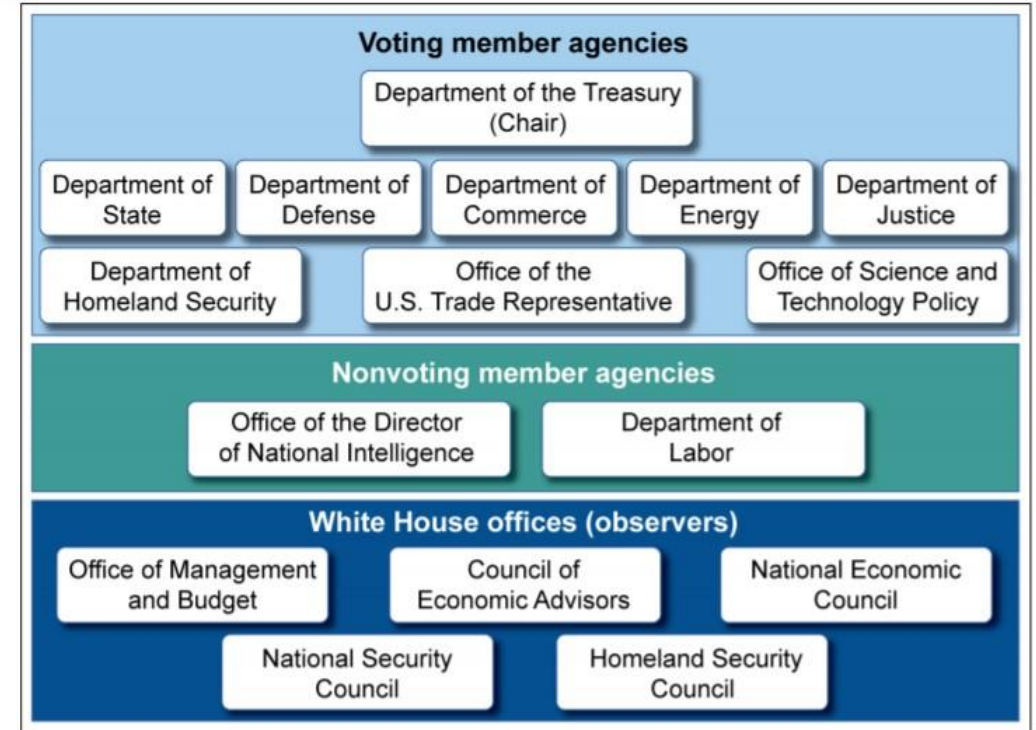 Voting member agencies
Department of the Treasury
(Chair)
Department of
State
Department of
Defense
Department of
Commerce
Department of
Energy
Department of
Justice
Department of
Homeland Security
Office of the
U.S. Trade Representative
Office of Science and
Technology Policy
Nonvoting member agencies
Office of the Director
of National Intelligence
Department of
Labor
White House offices (observers)
Office of Management
and Budget
Council of
Economic Advisors
National Economic
Council
National Security
Council
Homeland Security
Council